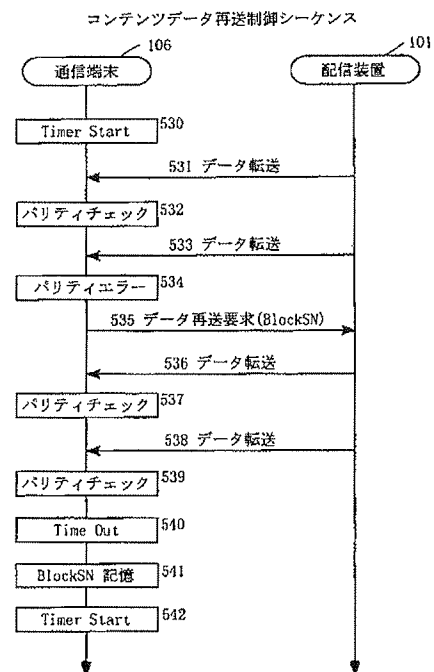 コンテンツデータ再送制御シーケンス
106
101
通信端末
配信装置
Timer Start 530
531 データ転送
パリティチェック 532
533 データ転送
パリティエラー 534
535 データ再送要求(BlockSN)
536 データ転送
パリティチェック 537
538 データ転送
パリティチェック 539
Time Out 540
BlockSN 記憶 541
Timer Start 542